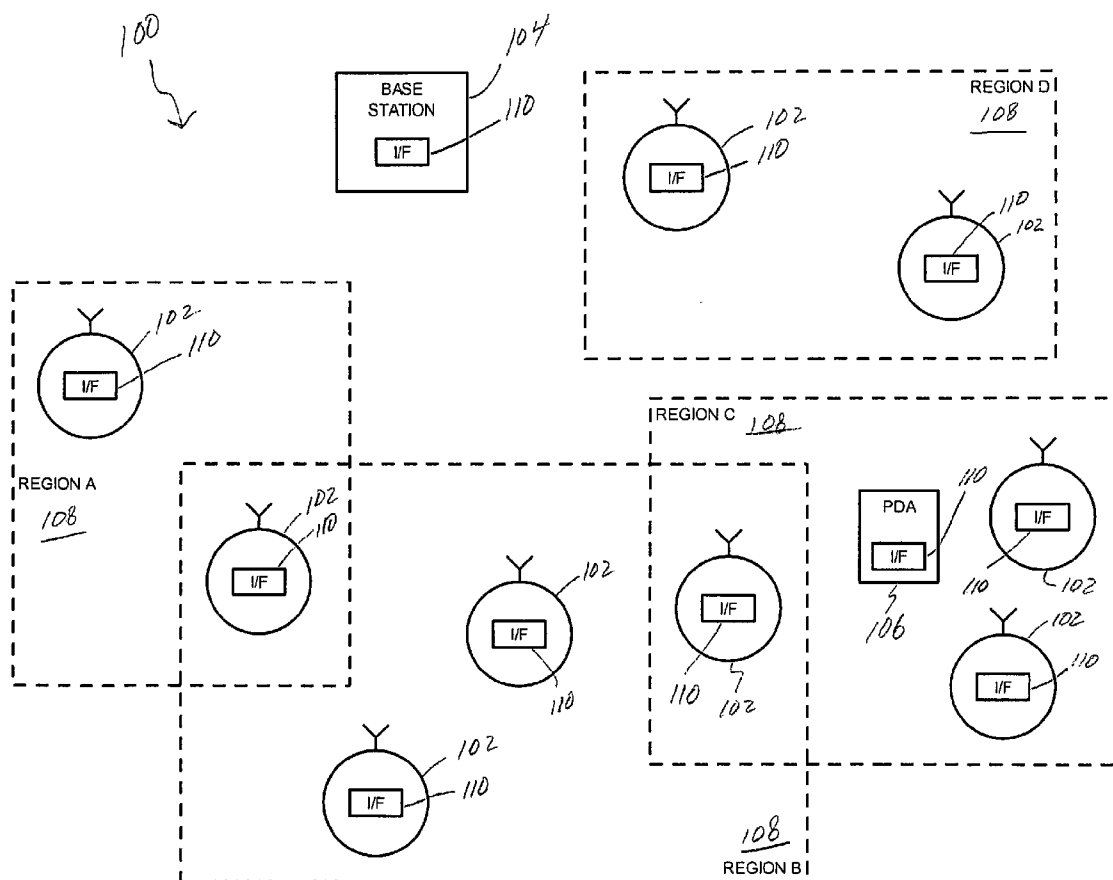 100
104
BASE
STATION
110
I/F
REGION D
108
102
110
I/F
110
102
I/F
102
110
I/F
REGION A
108
REGION C
108
102
110
I/F
102
I/F
110
I/F
110
102
PDA
110
I/F
106
I/F
110
102
102
110
I/F
102
110
I/F
108
REGION B